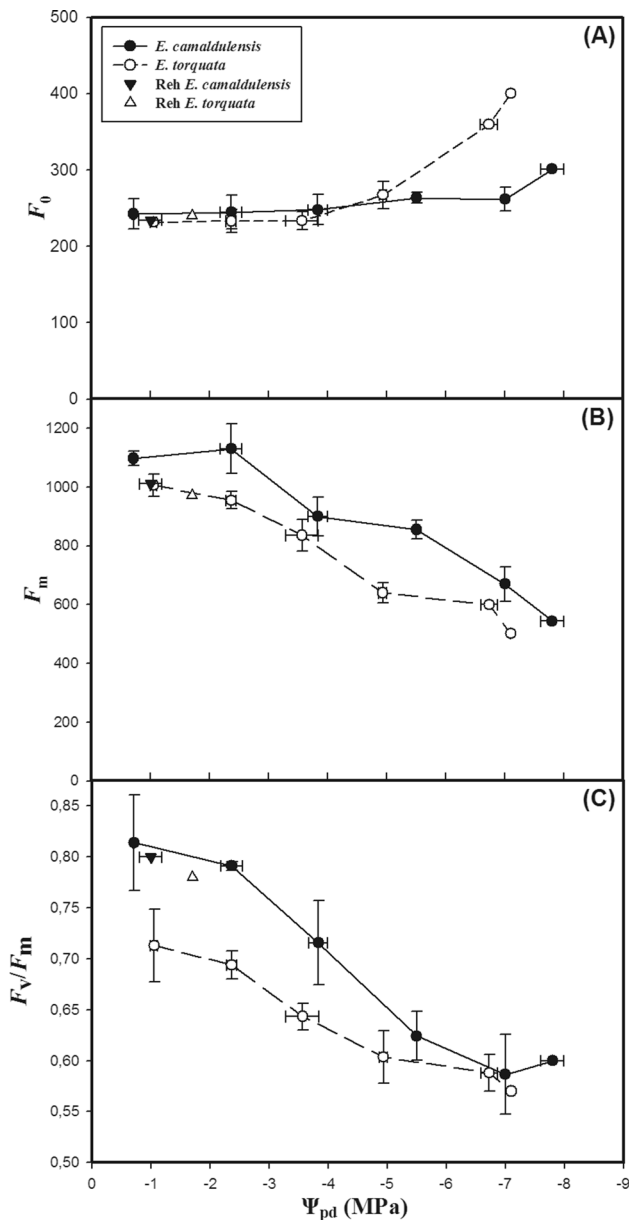 (A)
E. camaldulensis
E. torquata
Reh E. camaldulensis
Reh E. torquata
500
400
300
200
100
0
F0
(B)
1200
1000
800
600
400
200
0
Fm
(C)
0,85
0,80
0,75
0,70
0,65
0,60
0,55
0,50
Fv/Fm
0 -1 -2 -3 -4 -5 -6 -7 -8 -9
Ψpd (MPa)